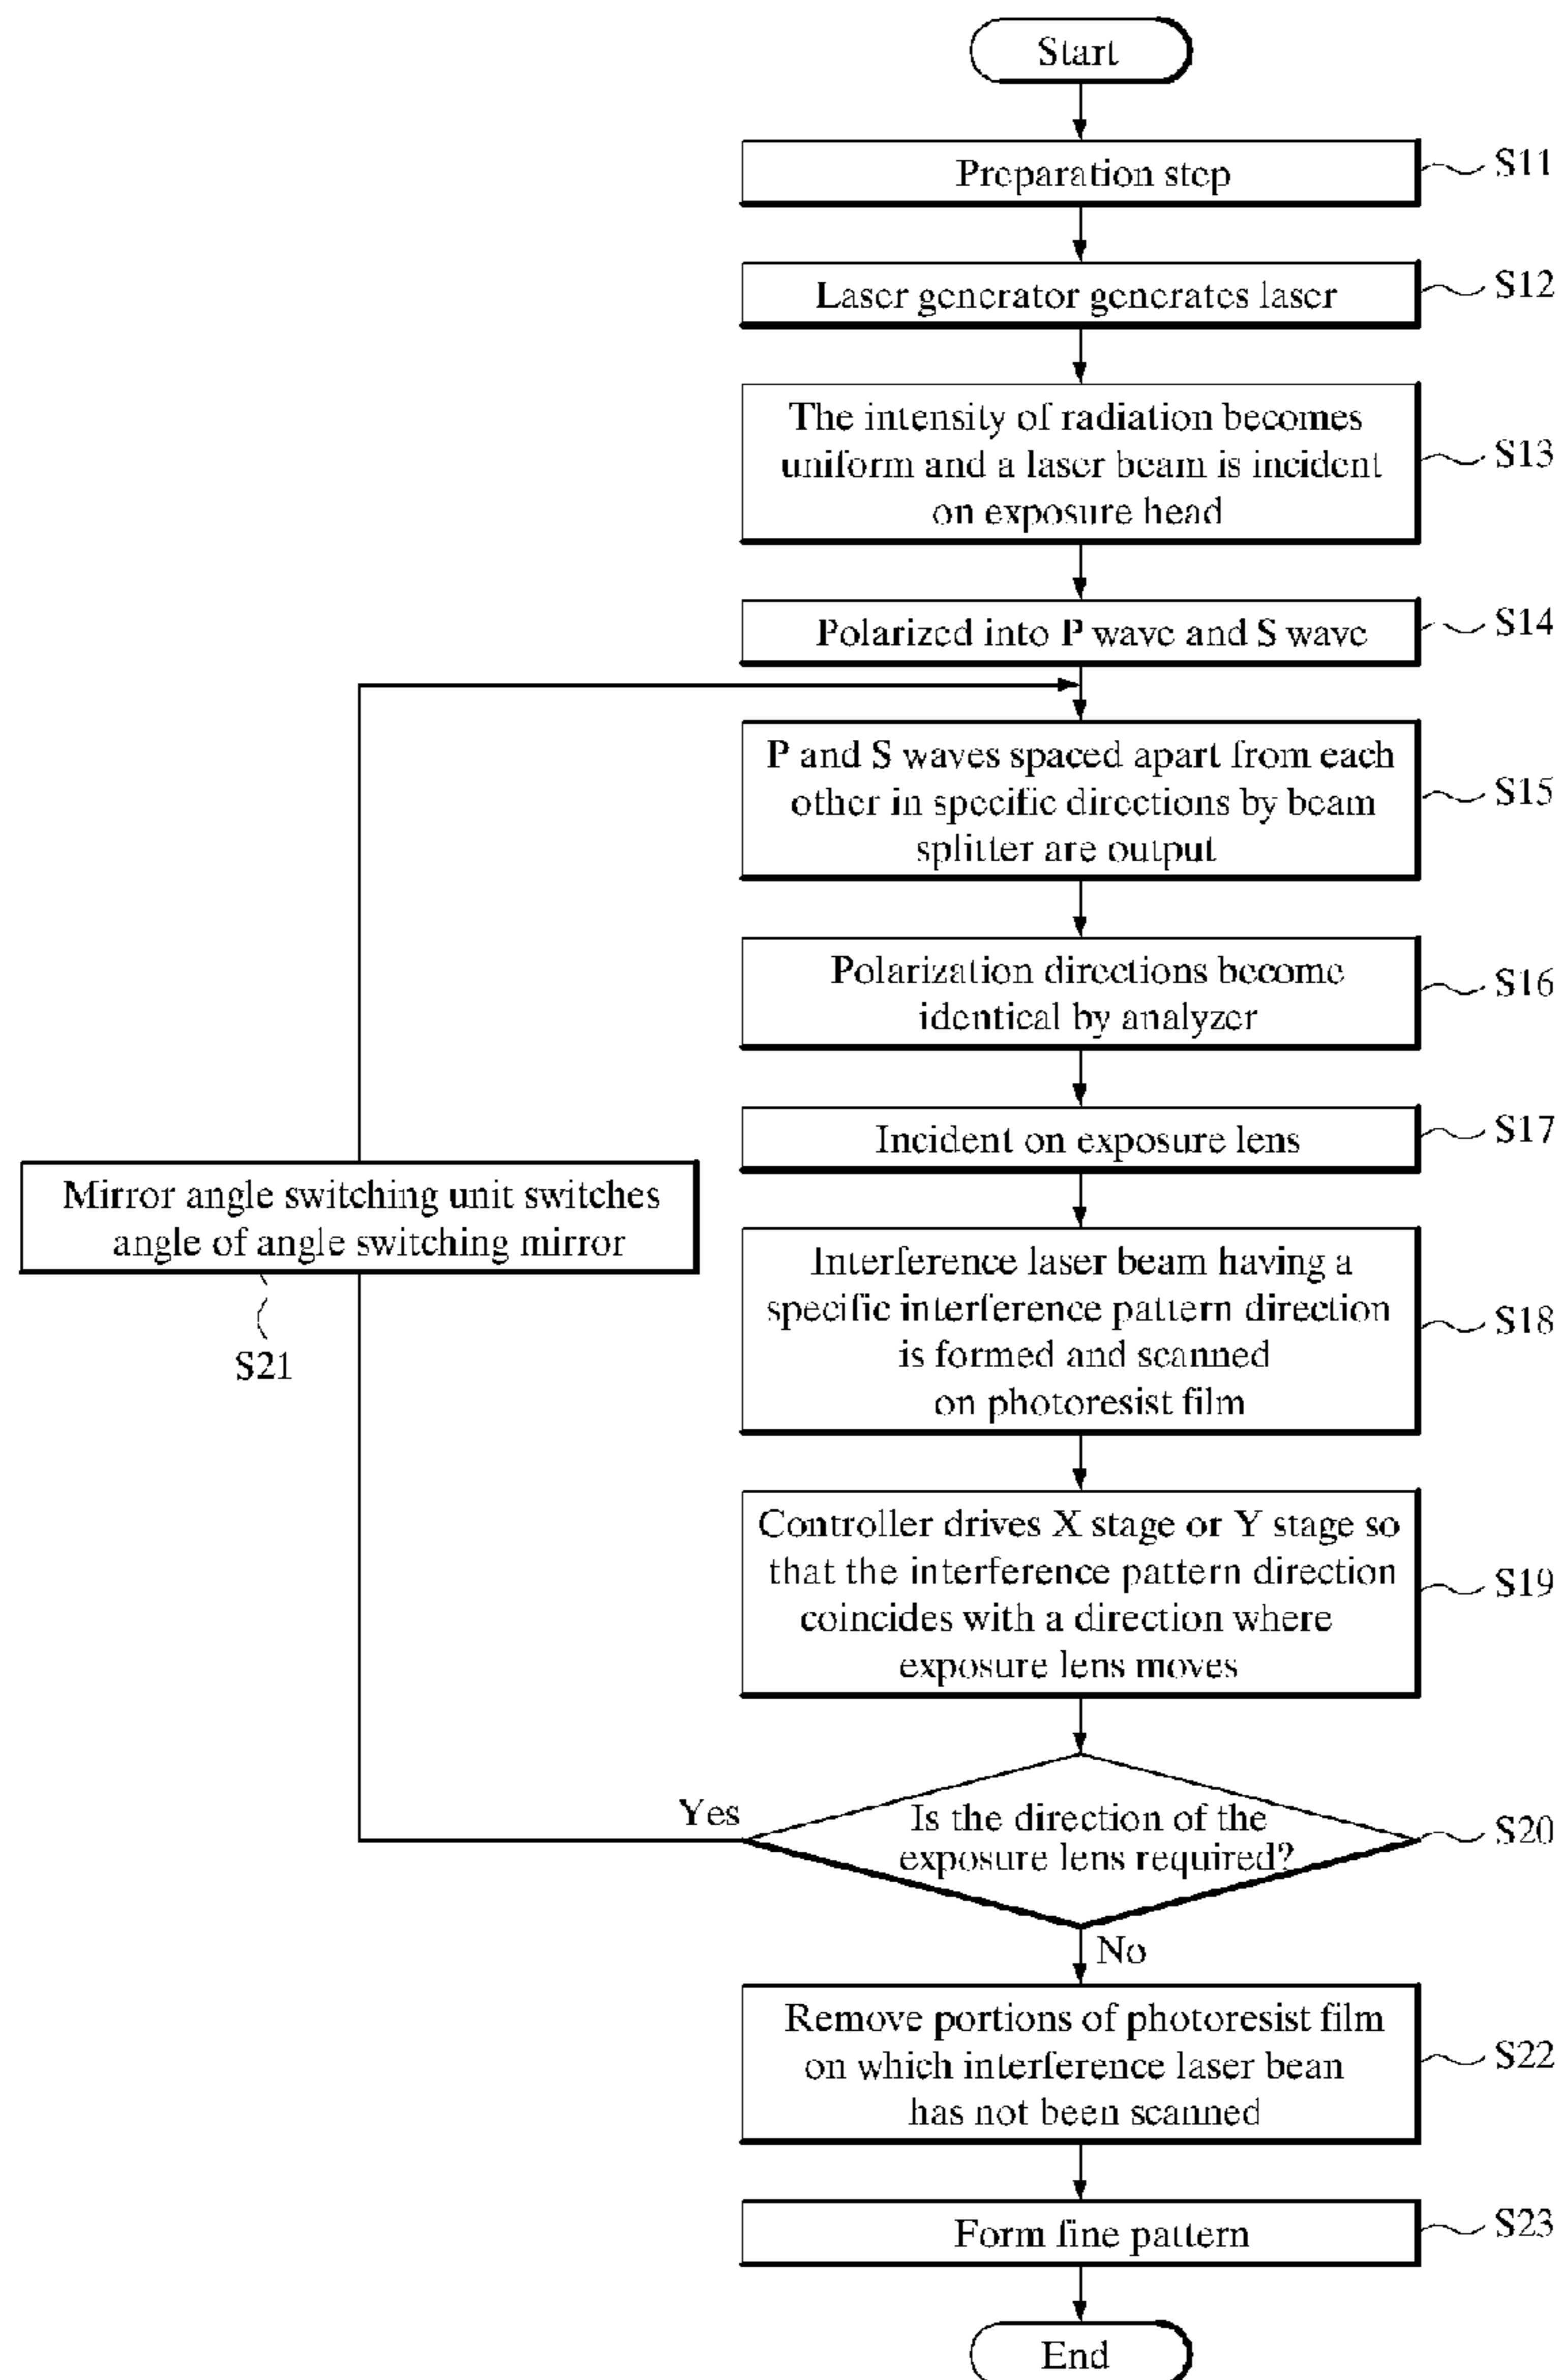 Start
Preparation step
S11
Laser generator generates laser
S12
The intensity of radiation becomes
uniform and a laser beam is incident
on exposure head
S13
Polarized into P wave and S wave
S14
P and S waves spaced apart from each
other in specific directions by beam
splitter are output
S15
Polarization directions become
identical by analyzer
S16
Incident on exposure lens
S17
Mirror angle switching unit switches
angle of angle switching mirror
S21
Interference laser beam having a
specific interference pattern direction
is formed and scanned
on photoresist film
S18
Controller drives X stage or Y stage so
that the interference pattern direction
coincides with a direction where
exposure lens moves
S19
Yes
Is the direction of the
exposure lens required?
S20
No
Remove portions of photoresist film
on which interference laser bean
has not been scanned
S22
Form fine pattern
S23
End